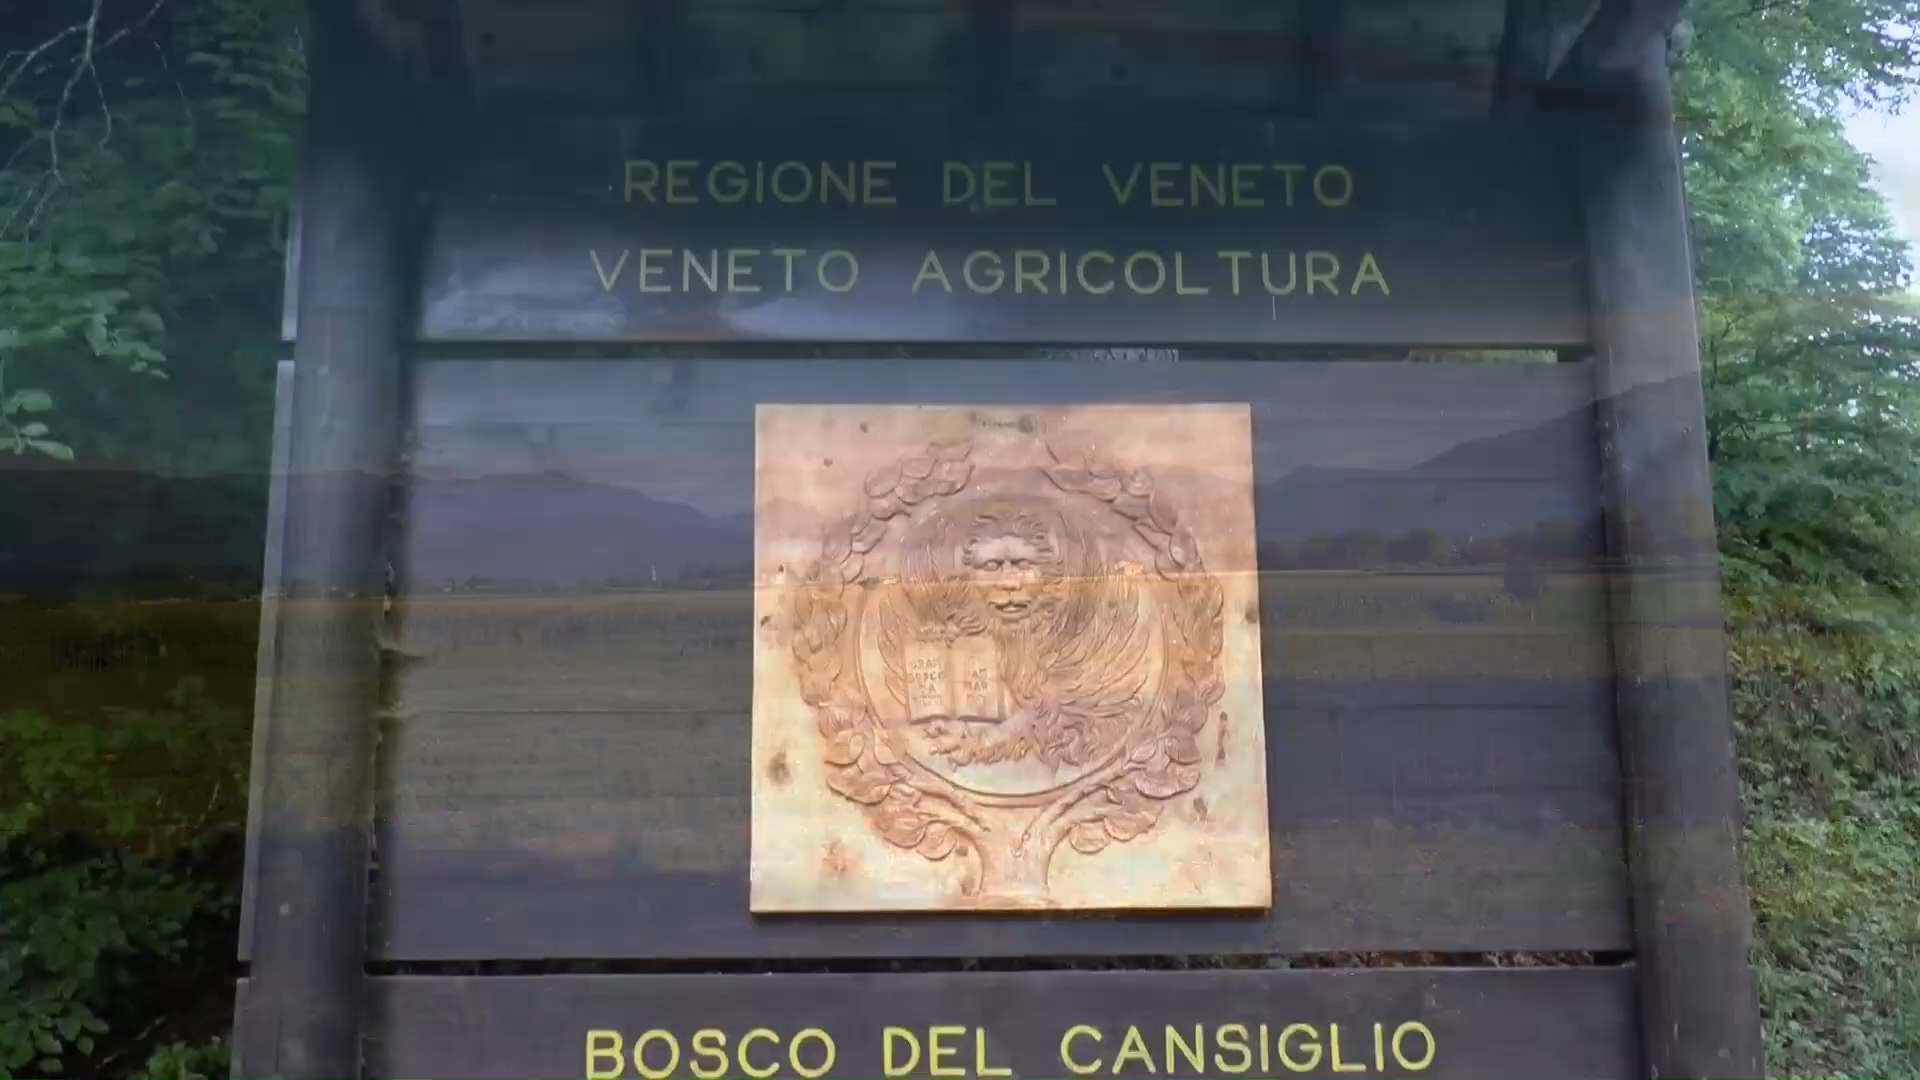 REGIONE DEL VENETO
VENETO AGRICOLTURA
BOSCO DEL CANSIGLIO